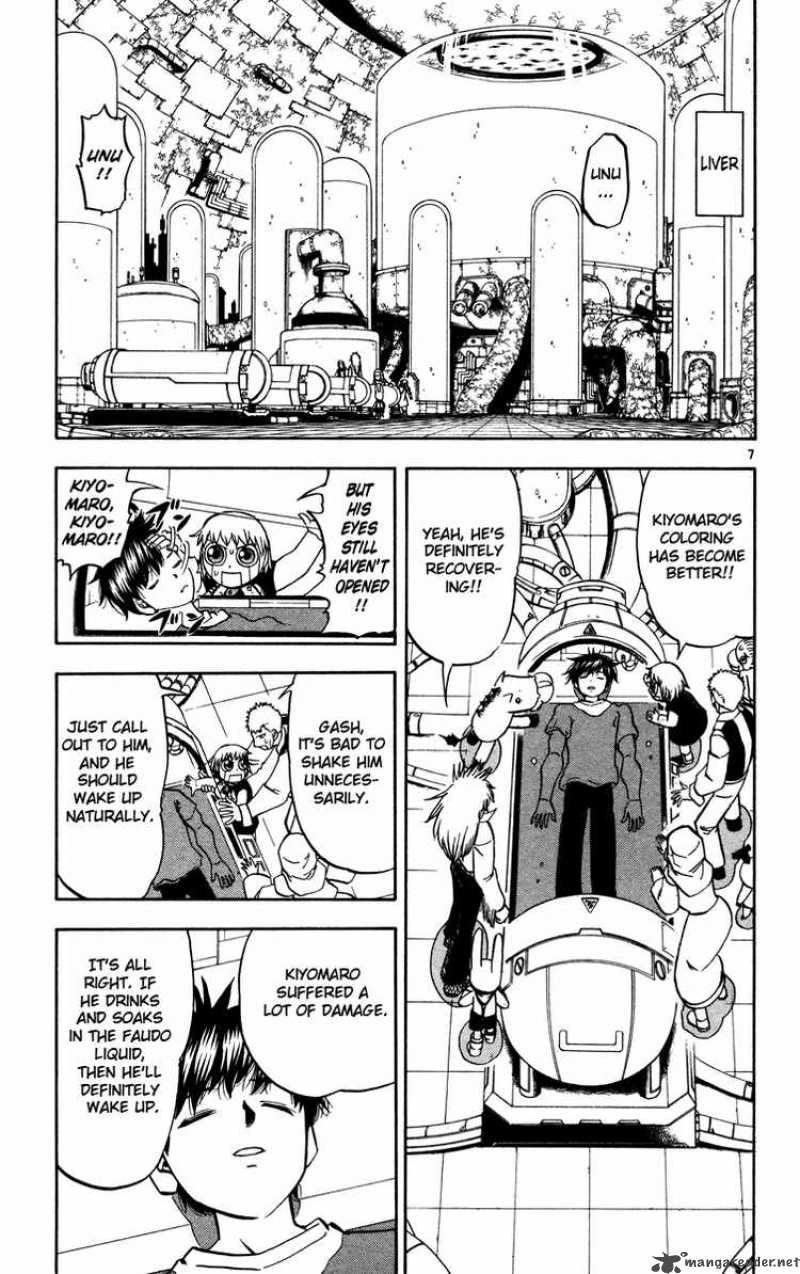 LIVER
UNU
...
UNU
!!
7
KIYOMARO'S
COLORING
HAS BECOME
BETTER!!
YEAH, HE'S
DEFINITELY
RECOVER-
ING!!
BUT HIS
EYES
STILL
HAVEN'T
OPENED
!!
KIYO-
MARO,
KIYO-
MARO!!
GASH,
IT'S BAD TO
SHAKE HIM
UNNECES-
SARILY.
JUST CALL
OUT TO HIM,
AND HE
SHOULD
WAKE UP
NATURALLY.
KIYOMARO
SUFFERED A
LOT OF DAMAGE.
IT'S ALL
RIGHT. IF
HE DRINKS
AND SOAKS
IN THE FAUDO
LIQUID,
THEN HE'LL
DEFINITELY
WAKE UP.
mangareader.net